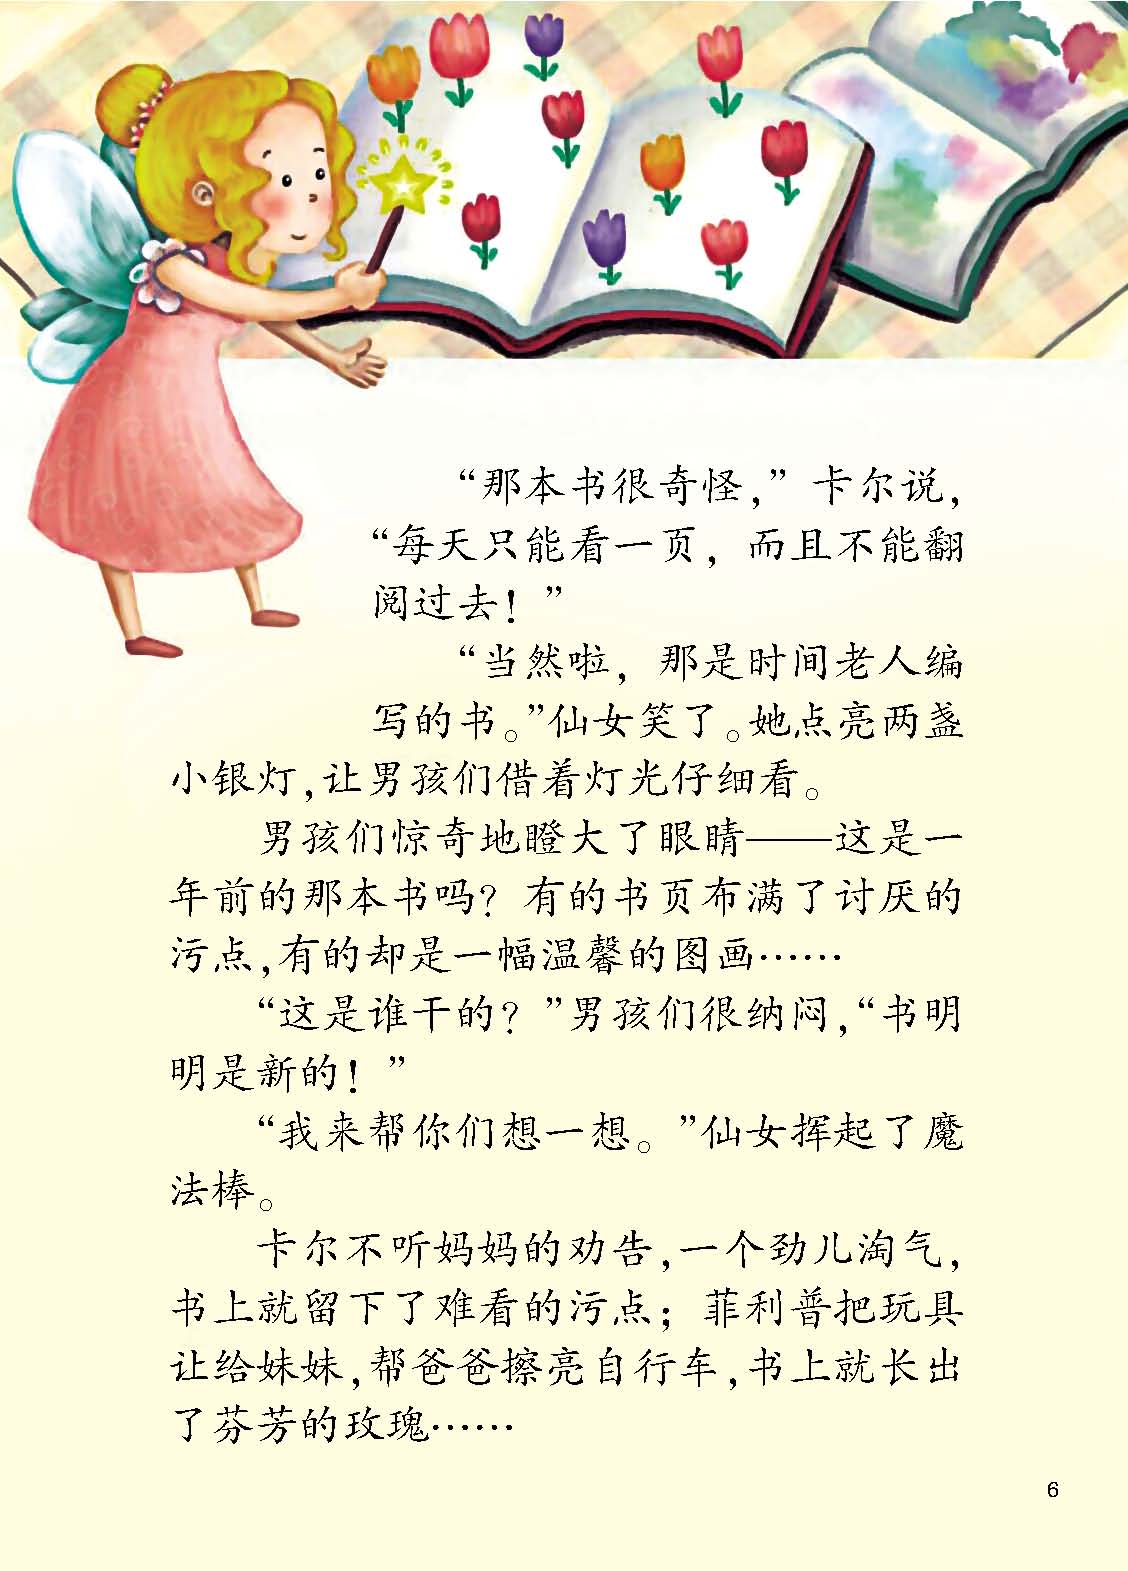 “那本书很奇怪，”卡尔说，
“每天只能看一页，而且不能翻
阅过去！”
“当然啦，那是时间老人编
写的书。”仙女笑了。她点亮两盏
小银灯，让男孩们借着灯光仔细看。
男孩们惊奇地瞪大了眼睛——这是一
年前的那本书吗？有的书页布满了讨厌的
污点，有的却是一幅温馨的图画……
“这是谁干的？”男孩们很纳闷，“书明
明是新的！”
“我来帮你们想一想。”仙女挥起了魔
法棒。
卡尔不听妈妈的劝告，一个劲儿淘气，
书上就留下了难看的污点；菲利普把玩具
让给妹妹，帮爸爸擦亮自行车，书上就长出
了芬芳的玫瑰……
6